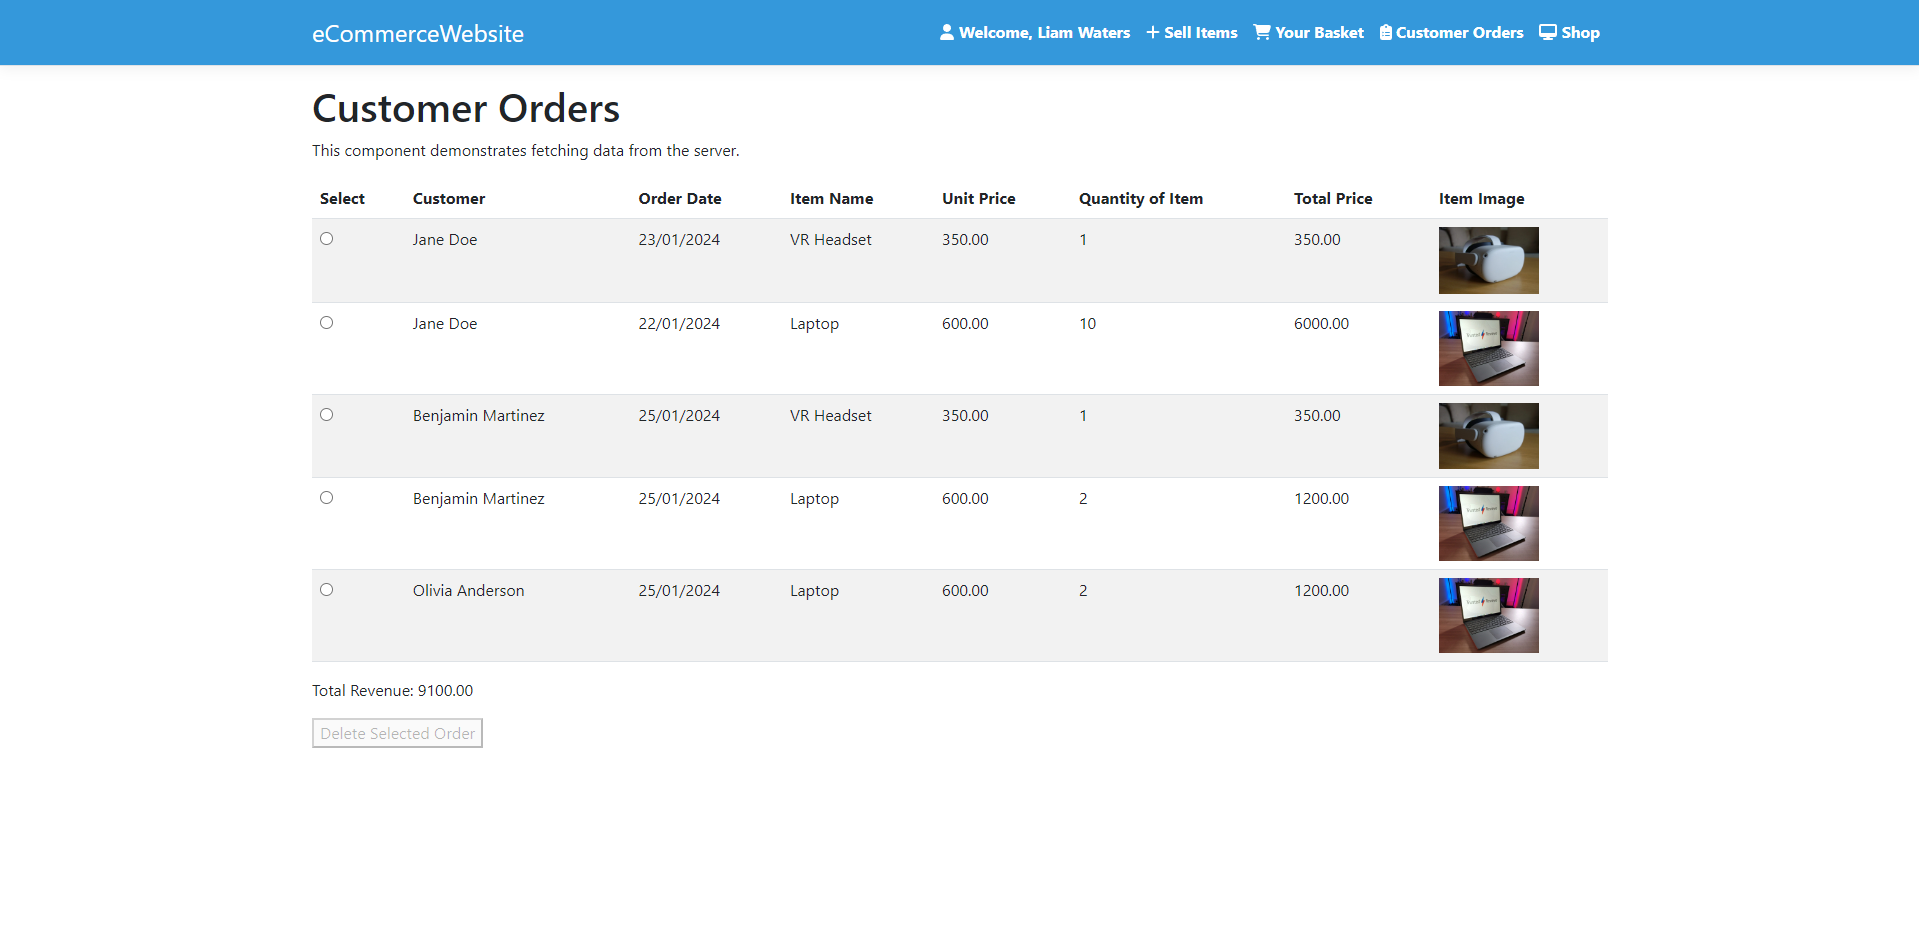 eCommerceWebsite
Welcome, Liam Waters Sell Items Your Basket Customer Orders Shop
Customer Orders
This component demonstrates fetching data from the server.
Select Customer Order Date Item Name Unit Price Quantity of Item Total Price Item Image
Jane Doe 23/01/2024 VR Headset 350.00 1 350.00
Jane Doe 22/01/2024 Laptop 600.00 10 6000.00
Benjamin Martinez 25/01/2024 VR Headset 350.00 1 350.00
Benjamin Martinez 25/01/2024 Laptop 600.00 2 1200.00
Olivia Anderson 25/01/2024 Laptop 600.00 2 1200.00
Total Revenue: 9100.00
Delete Selected Order